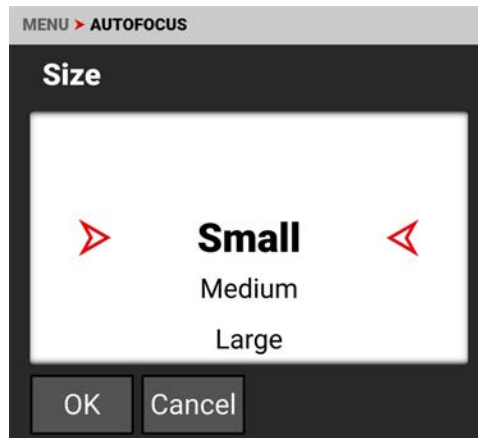 MENU > AUTOFOCUS
Size
Small
Medium
Large
OK Cancel